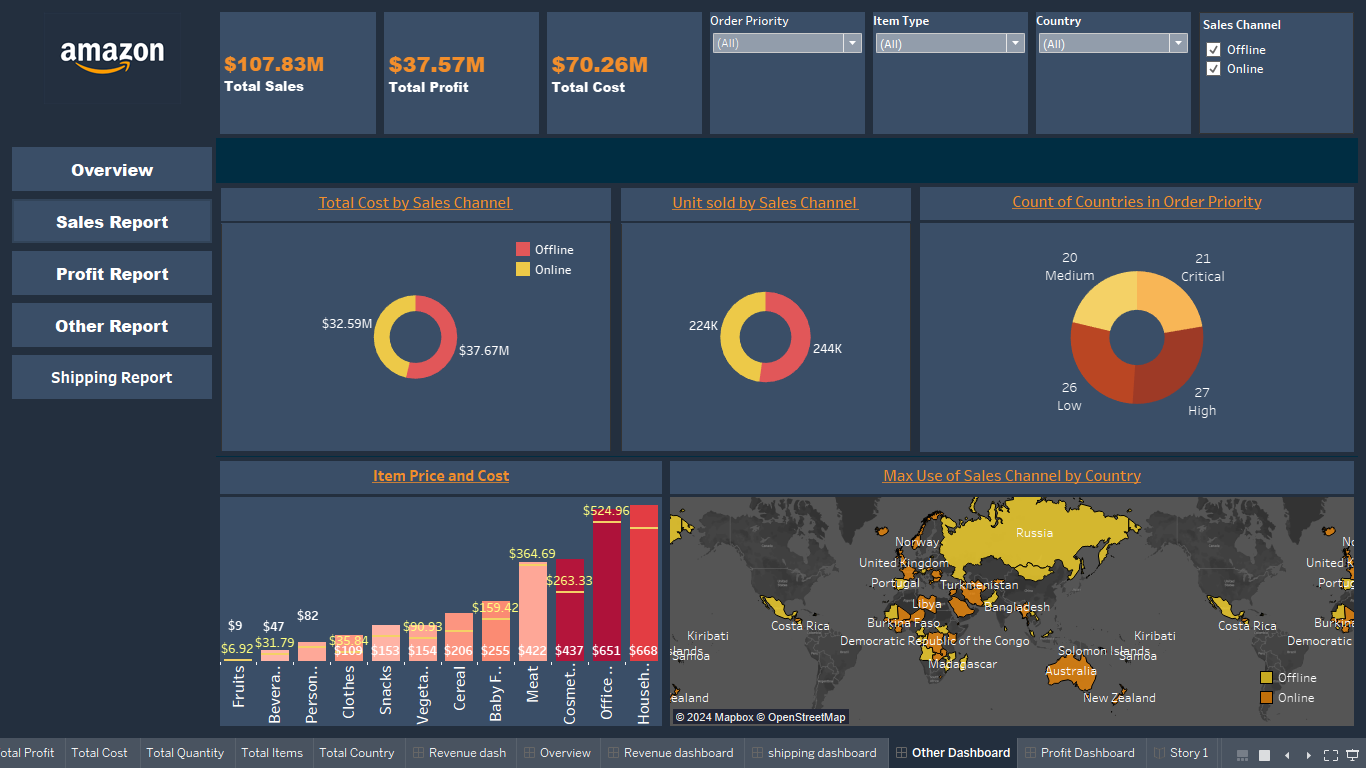 amazon
$107.83M
Total Sales
$37.57M
Total Profit
$70.26M
Total Cost
Order Priority
(All)
Item Type
(All)
Country
(All)
Sales Channel
Offline
Online
Overview
Sales Report
Profit Report
Other Report
Shipping Report
Total Cost by Sales Channel
Offline
Online
$32.59M
$37.67M
Unit sold by Sales Channel
224K
244K
Count of Countries in Order Priority
20
Medium
21
Critical
26
Low
27
High
Item Price and Cost
$9
$6.92
$47
$31.79
$82
$35.84
$109
$153
$90.93
$154
$206
$159.42
$255
$364.69
$422
$263.33
$437
$524.96
$651
$668
Fruits
Bevera..
Person..
Clothes
Snacks
Vegeta..
Cereal
Baby F..
Meat
Cosmet..
Office ..
Househ..
Max Use of Sales Channel by Country
Russia
Norway
No
United Kingdom
United K
Portugal
Turkmenistan
Portug
Libya
Bangladesh
Costa Rica
Burkina Faso
Costa Rica
Burkina
Kiribati
Democratic Republic of the Congo
Kiribati
Democratic
slands
Samoa
Solomon Islands
Samoa
Madagascar
Australia
Offline
ealand
New Zealand
Online
© 2024 Mapbox © OpenStreetMap
otal Profit
Total Cost
Total Quantity
Total Items
Total Country
Revenue dash
Overview
Revenue dashboard
shipping dashboard
Other Dashboard
Profit Dashboard
Story 1